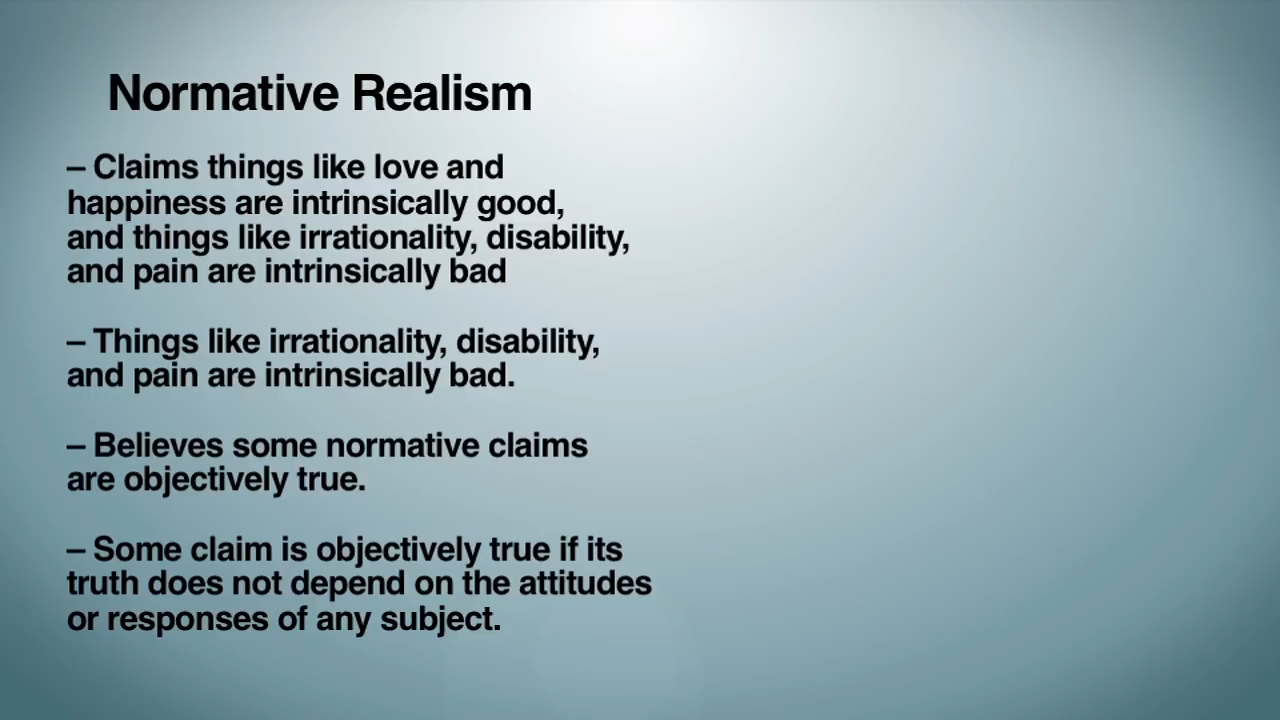 Normative Realism
– Claims things like love and
happiness are intrinsically good,
and things like irrationality, disability,
and pain are intrinsically bad
– Things like irrationality, disability,
and pain are intrinsically bad.
– Believes some normative claims
are objectively true.
– Some claim is objectively true if its
truth does not depend on the attitudes
or responses of any subject.